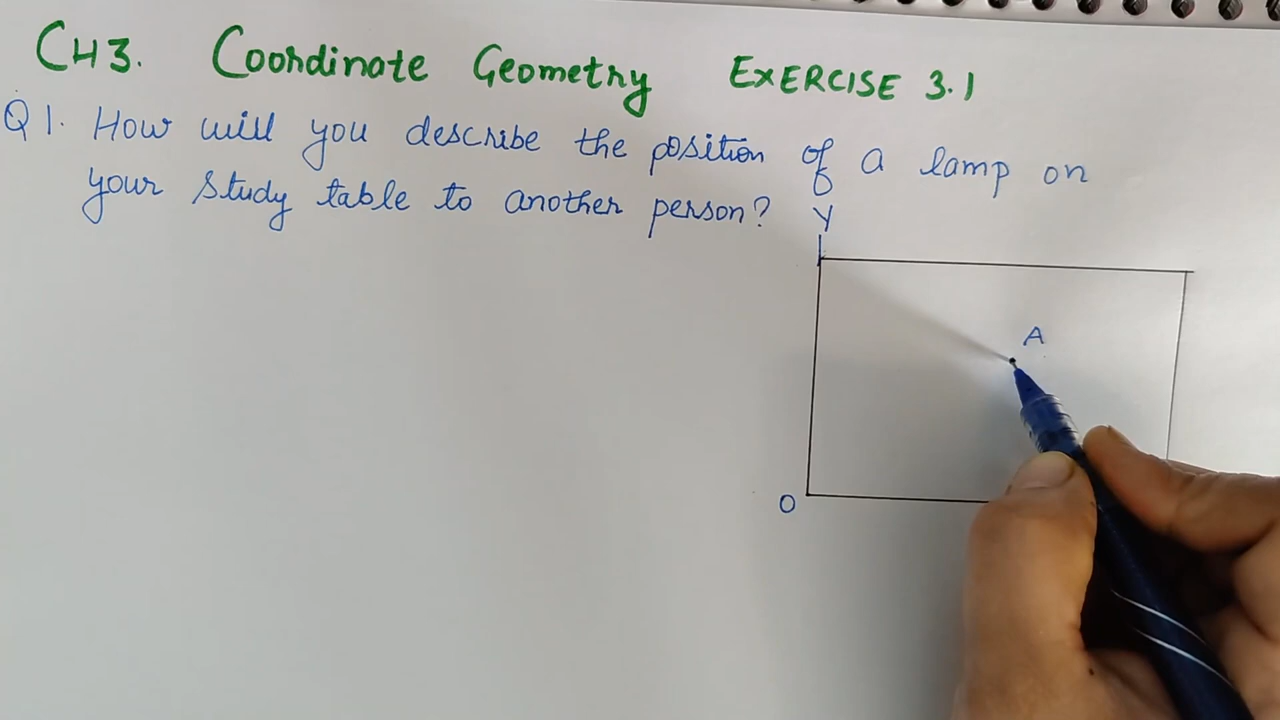 CH3. Coordinate Geometry EXERCISE 3.1
Q1. How will you describe the position of a lamp on
your study table to another person?
Y
A
O